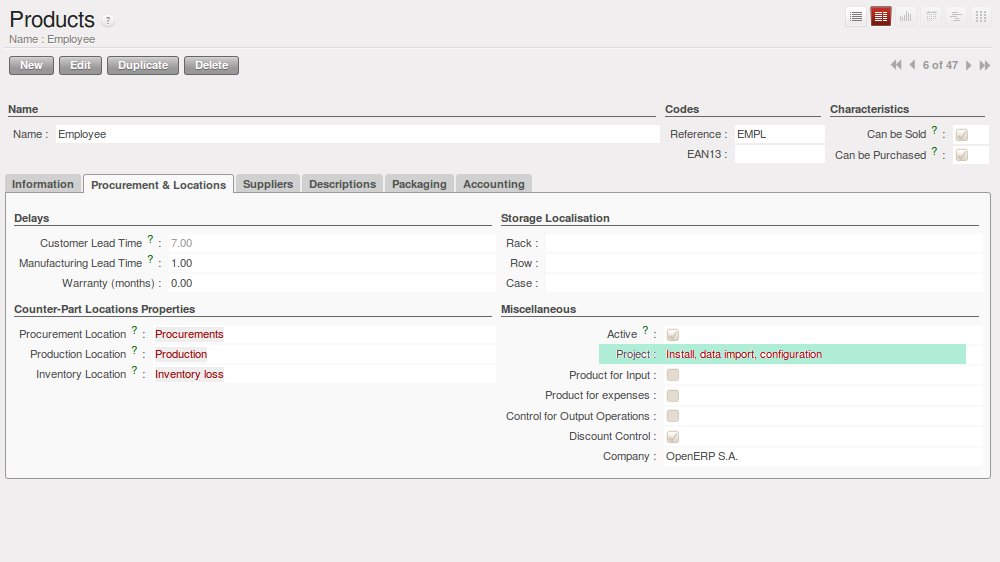 Products ?
Name : Employee
New Edit Duplicate Delete 6 of 47
Name Codes Characteristics
Name : Employee Reference : EMPL Can be Sold ? :
EAN13 : Can be Purchased ? :
Information Procurement & Locations Suppliers Descriptions Packaging Accounting
Delays
Customer Lead Time ? : 7.00
Manufacturing Lead Time ? : 1.00
Warranty (months) : 0.00
Storage Localisation
Rack :
Row :
Case :
Counter-Part Locations Properties
Procurement Location ? : Procurements
Production Location ? : Production
Inventory Location ? : Inventory loss
Miscellaneous
Active ? :
Project : Install, data import, configuration
Product for Input :
Product for expenses :
Control for Output Operations :
Discount Control :
Company : OpenERP S.A.